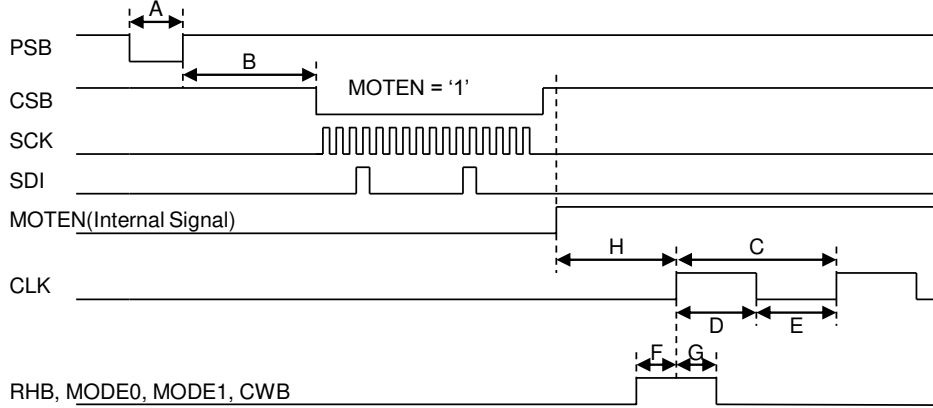 A
PSB
B
CSB
MOTEN = ‘1’
SCK
SDI
MOTEN(Internal Signal)
H
C
CLK
D
E
F
G
RHB, MODE0, MODE1, CWB